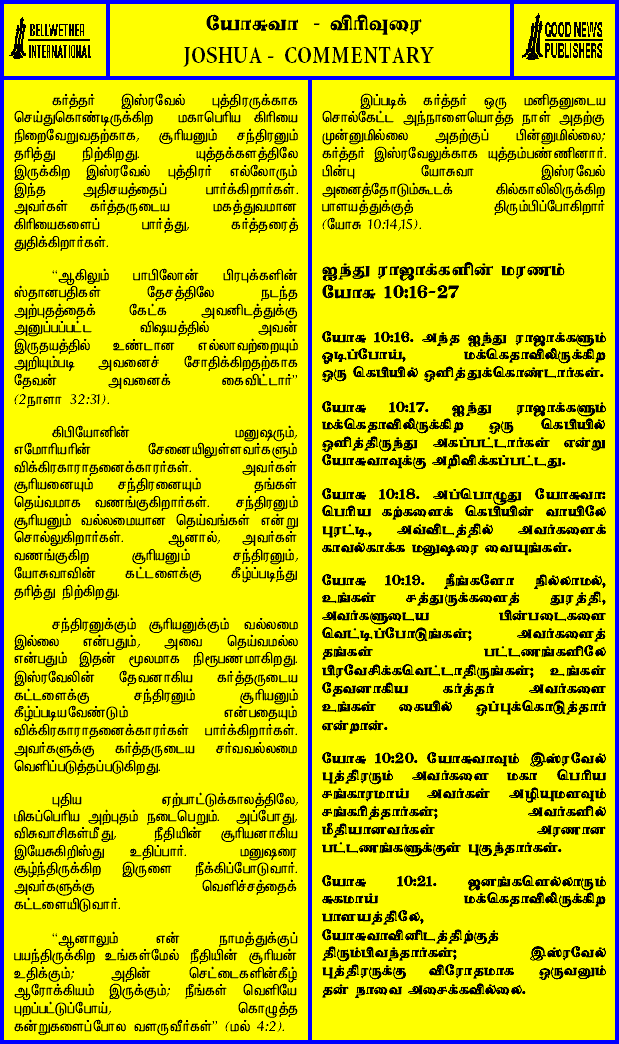 BELLWETHER
INTERNATIONAL
யோசுவா - விரிவுரை
JOSHUA - COMMENTARY
GOOD NEWS
PUBLISHERS
கர்த்தர் இஸ்ரவேல் புத்திரருக்காக
செய்துகொண்டிருக்கிற மகாபெரிய கிரியை
நிறைவேறுவதற்காக, சூரியனும் சந்திரனும்
தரித்து நிற்கிறது. யுத்தக்களத்திலே
இருக்கிற இஸ்ரவேல் புத்திரர் எல்லோரும்
இந்த அதிசயத்தைப் பார்க்கிறார்கள்.
அவர்கள் கர்த்தருடைய மகத்துவமான
கிரியைகளைப் பார்த்து, கர்த்தரைத்
துதிக்கிறார்கள்.
“ஆகிலும் பாபிலோன் பிரபுக்களின்
ஸ்தானபதிகள் தேசத்திலே நடந்த
அற்புதத்தைக் கேட்க அவனிடத்துக்கு
அனுப்பப்பட்ட விஷயத்தில் அவன்
இருதயத்தில் உண்டான எல்லாவற்றையும்
அறியும்படி அவனைச் சோதிக்கிறதற்காக
தேவன் அவனைக் கைவிட்டார்”
(2நாளா 32:31).
கிபியோனின் மனுஷரும்,
எமோரியரின் சேனையிலுள்ளவர்களும்
விக்கிரகாராதனைக்காரர்கள். அவர்கள்
சூரியனையும் சந்திரனையும் தங்கள்
தெய்வமாக வணங்குகிறார்கள். சந்திரனும்
சூரியனும் வல்லமையான தெய்வங்கள் என்று
சொல்லுகிறார்கள். ஆனால், அவர்கள்
வணங்குகிற சூரியனும் சந்திரனும்,
யோசுவாவின் கட்டளைக்கு கீழ்ப்படிந்து
தரித்து நிற்கிறது.
சந்திரனுக்கும் சூரியனுக்கும் வல்லமை
இல்லை என்பதும், அவை தெய்வமல்ல
என்பதும் இதன் மூலமாக நிரூபணமாகிறது.
இஸ்ரவேலின் தேவனாகிய கர்த்தருடைய
கட்டளைக்கு சந்திரனும் சூரியனும்
கீழ்ப்படியவேண்டும் என்பதையும்
விக்கிரகாராதனைக்காரர்கள் பார்க்கிறார்கள்.
அவர்களுக்கு கர்த்தருடைய சர்வவல்லமை
வெளிப்படுத்தப்படுகிறது.
புதிய ஏற்பாட்டுக்காலத்திலே,
மிகப்பெரிய அற்புதம் நடைபெறும். அப்போது,
விசுவாசிகள்மீது, நீதியின் சூரியனாகிய
இயேசுகிறிஸ்து உதிப்பார். மனுஷரை
சூழ்ந்திருக்கிற இருளை நீக்கிப்போடுவார்.
அவர்களுக்கு வெளிச்சத்தைக்
கட்டளையிடுவார்.
“ஆனாலும் என் நாமத்துக்குப்
பயந்திருக்கிற உங்கள்மேல் நீதியின் சூரியன்
உதிக்கும்; அதின் செட்டைகளின்கீழ்
ஆரோக்கியம் இருக்கும்; நீங்கள் வெளியே
புறப்பட்டுப்போய், கொழுத்த
கன்றுகளைப்போல வளருவீர்கள்” (மல் 4:2).
இப்படிக் கர்த்தர் ஒரு மனிதனுடைய
சொல்கேட்ட அந்நாளையொத்த நாள் அதற்கு
முன்னுமில்லை அதற்குப் பின்னுமில்லை;
கர்த்தர் இஸ்ரவேலுக்காக யுத்தம்பண்ணினார்.
பின்பு யோசுவா இஸ்ரவேல்
அனைத்தோடும்கூடக் கில்காலிலிருக்கிற
பாளயத்துக்குத் திரும்பிப்போகிறார்
(யோசு 10:14,15).
ஐந்து ராஜாக்களின் மரணம்
யோசு 10:16-27
யோசு 10:16. அந்த ஐந்து ராஜாக்களும்
ஓடிப்போய், மக்கெதாவிலிருக்கிற
ஒரு கெபியில் ஒளித்துக்கொண்டார்கள்.
யோசு 10:17. ஐந்து ராஜாக்களும்
மக்கெதாவிலிருக்கிற ஒரு கெபியில்
ஒளித்திருந்து அகப்பட்டார்கள் என்று
யோசுவாவுக்கு அறிவிக்கப்பட்டது.
யோசு 10:18. அப்பொழுது யோசுவா:
பெரிய கற்களைக் கெபியின் வாயிலே
புரட்டி, அவ்விடத்தில் அவர்களைக்
காவல்காக்க மனுஷரை வையுங்கள்.
யோசு 10:19. நீங்களோ நில்லாமல்,
உங்கள் சத்துருக்களைத் துரத்தி,
அவர்களுடைய பின்படைகளை
வெட்டிப்போடுங்கள்; அவர்களைத்
தங்கள் பட்டணங்களிலே
பிரவேசிக்கவெட்டாதிருங்கள்; உங்கள்
தேவனாகிய கர்த்தர் அவர்களை
உங்கள் கையில் ஒப்புக்கொடுத்தார்
என்றான்.
யோசு 10:20. யோசுவாவும் இஸ்ரவேல்
புத்திரரும் அவர்களை மகா பெரிய
சங்காரமாய் அவர்கள் அழியுமளவும்
சங்கரித்தார்கள்; அவர்களில்
மீதியானவர்கள் அரணான
பட்டணங்களுக்குள் புகுந்தார்கள்.
யோசு 10:21. ஜனங்களெல்லாரும்
சுகமாய் மக்கெதாவிலிருக்கிற
பாளயத்திலே,
யோசுவாவினிடத்திற்குத்
திரும்பிவந்தார்கள்; இஸ்ரவேல்
புத்திரருக்கு விரோதமாக ஒருவனும்
தன் நாவை அசைக்கவில்லை.